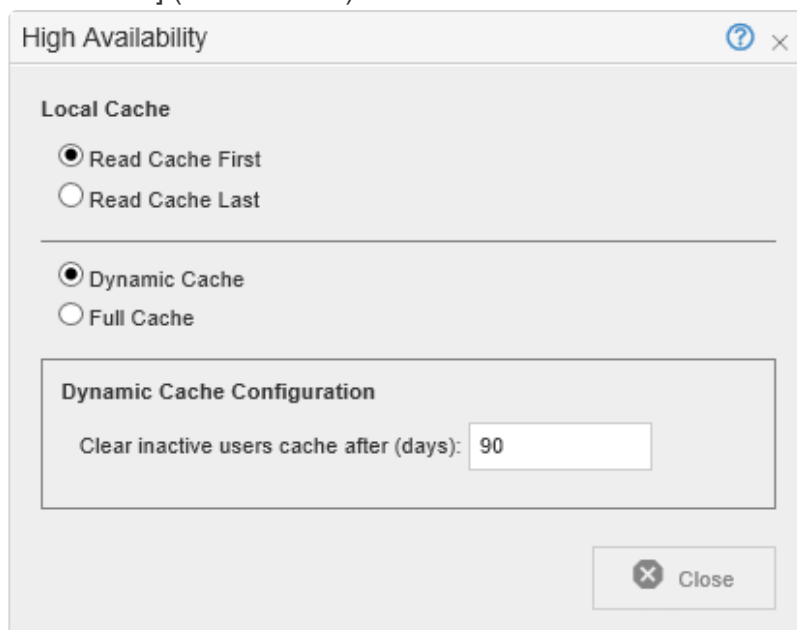 High Availability
Local Cache
Read Cache First
Read Cache Last
Dynamic Cache
Full Cache
Dynamic Cache Configuration
Clear inactive users cache after (days): 90
Close